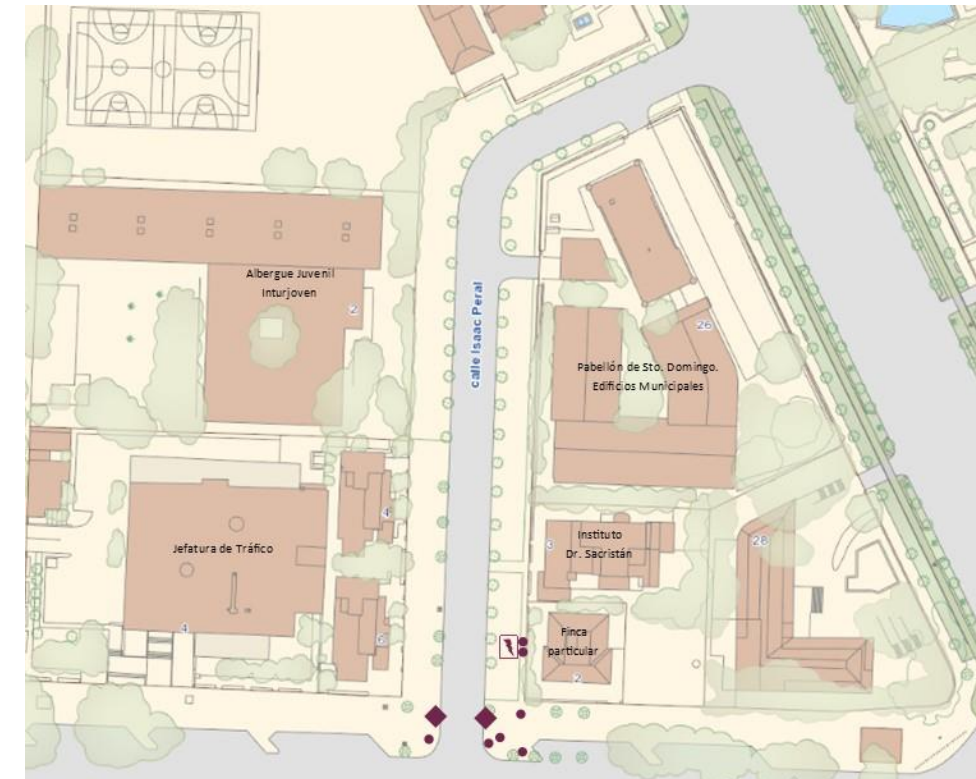 Albergue Juvenil
Inturjoven
2
calle Isaac Peral
26
Pabellón de Sto. Domingo.
Edificios Municipales
4
Jefatura de Tráfico
4
6
3
Instituto
Dr. Sacristán
28
Finca
particular
2